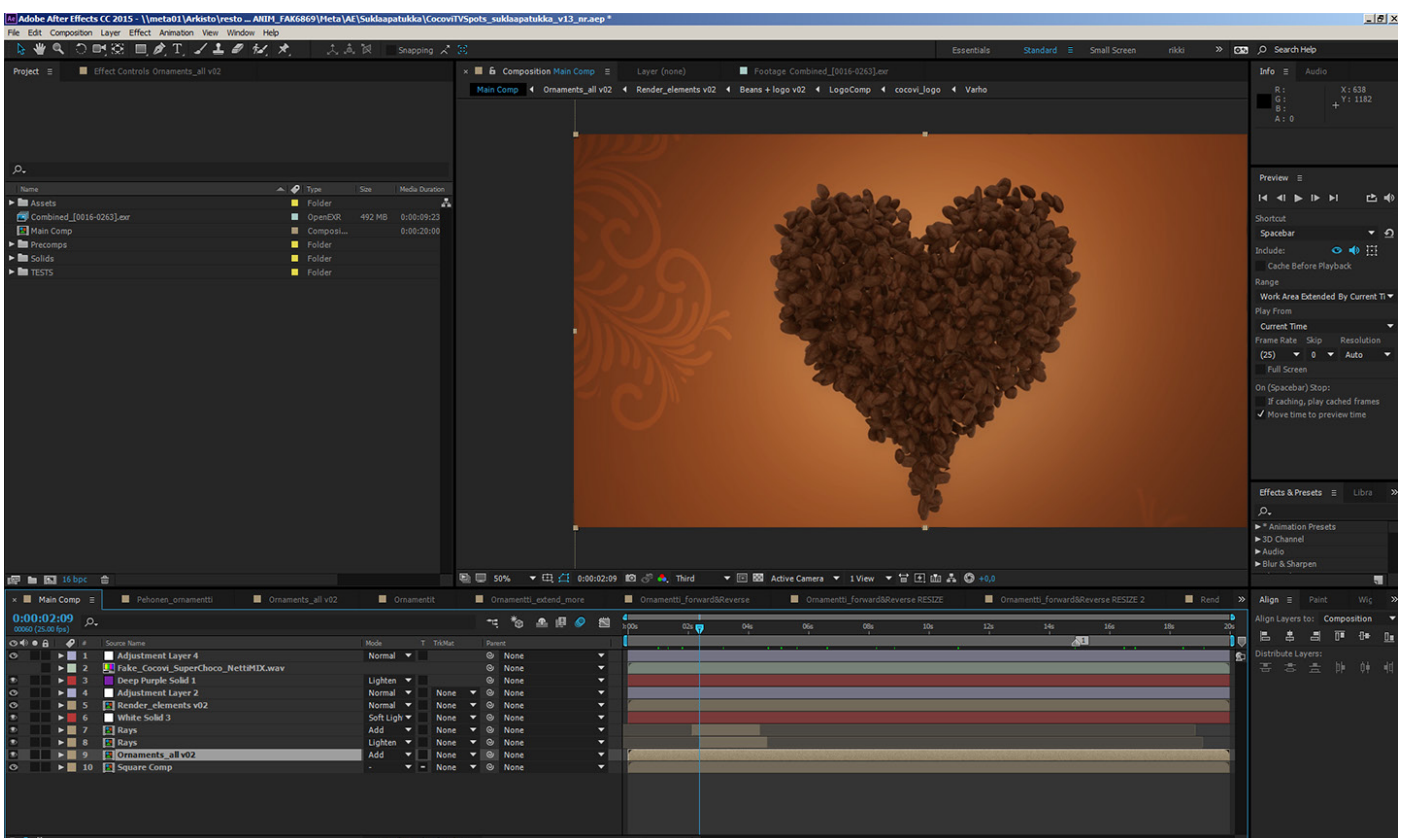 Adobe After Effects CC 2015 - \\meta01\Arkisto\resto ... ANIM_FAK6869\Meta\AE\Suklaapatukka\CocoviTVSpots_suklaapatukka_v13_nr.aep *
File Edit Composition Layer Effect Animation View Window Help
Snapping Essentials Standard Small Screen rikki Search Help
Project Effect Controls Ornaments_all v02 Composition Main Comp Layer (none) Footage Combined_[0016-0263].exr Info Audio
Main Comp Ornaments_all v02 Render_elements v02 Beans + logo v02 LogoComp cocovi_logo Varho
R: X: 638
G: Y: 1182
B:
A: 0
Name Type Size Media Duration
Assets Folder
Combined_[0016-0263].exr OpenEXR 492 MB 0:00:09:23
Main Comp Composi... 0:00:20:00
Precomps Folder
Solids Folder
TESTS Folder
Preview
Shortcut
Spacebar
Include:
Cache Before Playback
Range
Work Area Extended By Current Ti
Play From
Current Time
Frame Rate Skip Resolution
(25) 0 Auto
Full Screen
On (Spacebar) Stop:
If caching, play cached frames
Move time to preview time
Effects & Presets Libra
* Animation Presets
3D Channel
Audio
Blur & Sharpen
16 bpc
50% 0:00:02:09 Third Active Camera 1 View +0,0
Main Comp Pehonen_ornamentti Ornaments_all v02 Ornamentit Ornamentti_extend_more Ornamentti_forward&Reverse Ornamentti_forward&Reverse RESIZE Ornamentti_forward&Reverse RESIZE 2 Rend
Align Paint Wig
0:00:02:09
00060 (25.00 fps)
00s 02s 04s 06s 08s 10s 12s 14s 16s 18s 20s
1
Align Layers to: Composition
Distribute Layers:
# Source Name Mode T TrkMat Parent
1 Adjustment Layer 4 Normal None
2 Fake_Cocovi_SuperChoco_NettiMIX.wav None
3 Deep Purple Solid 1 Lighten None
4 Adjustment Layer 2 Normal None None
5 Render_elements v02 Normal None None
6 White Solid 3 Soft Ligh None None
7 Rays Add None None
8 Rays Lighten None None
9 Ornaments_all v02 Add None None
10 Square Comp - None None